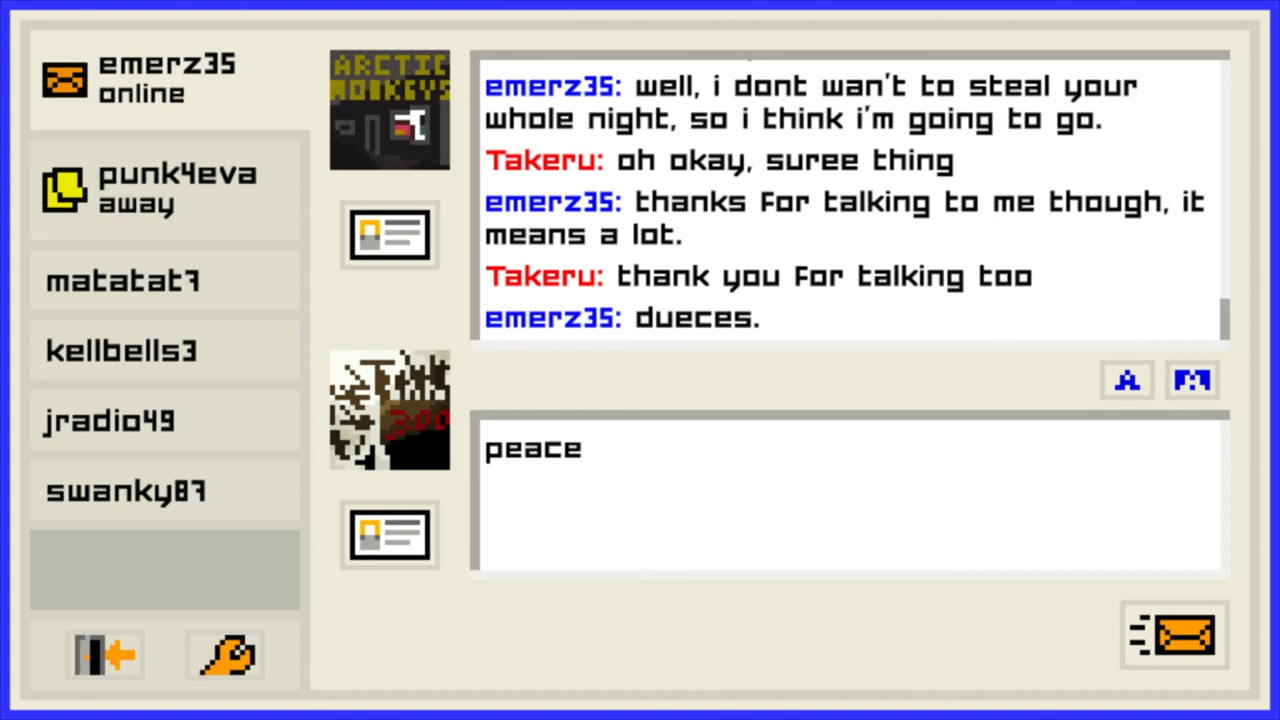 emerz35
online
punk4eva
away
matatat7
kellbells3
jradio49
swanky87
ARCTIC
MONKEYS
emerz35: well, i dont wan't to steal your
whole night, so i think i'm going to go.
Takeru: oh okay, suree thing
emerz35: thanks for talking to me though, it
means a lot.
Takeru: thank you for talking too
emerz35: dueces.
A
peace